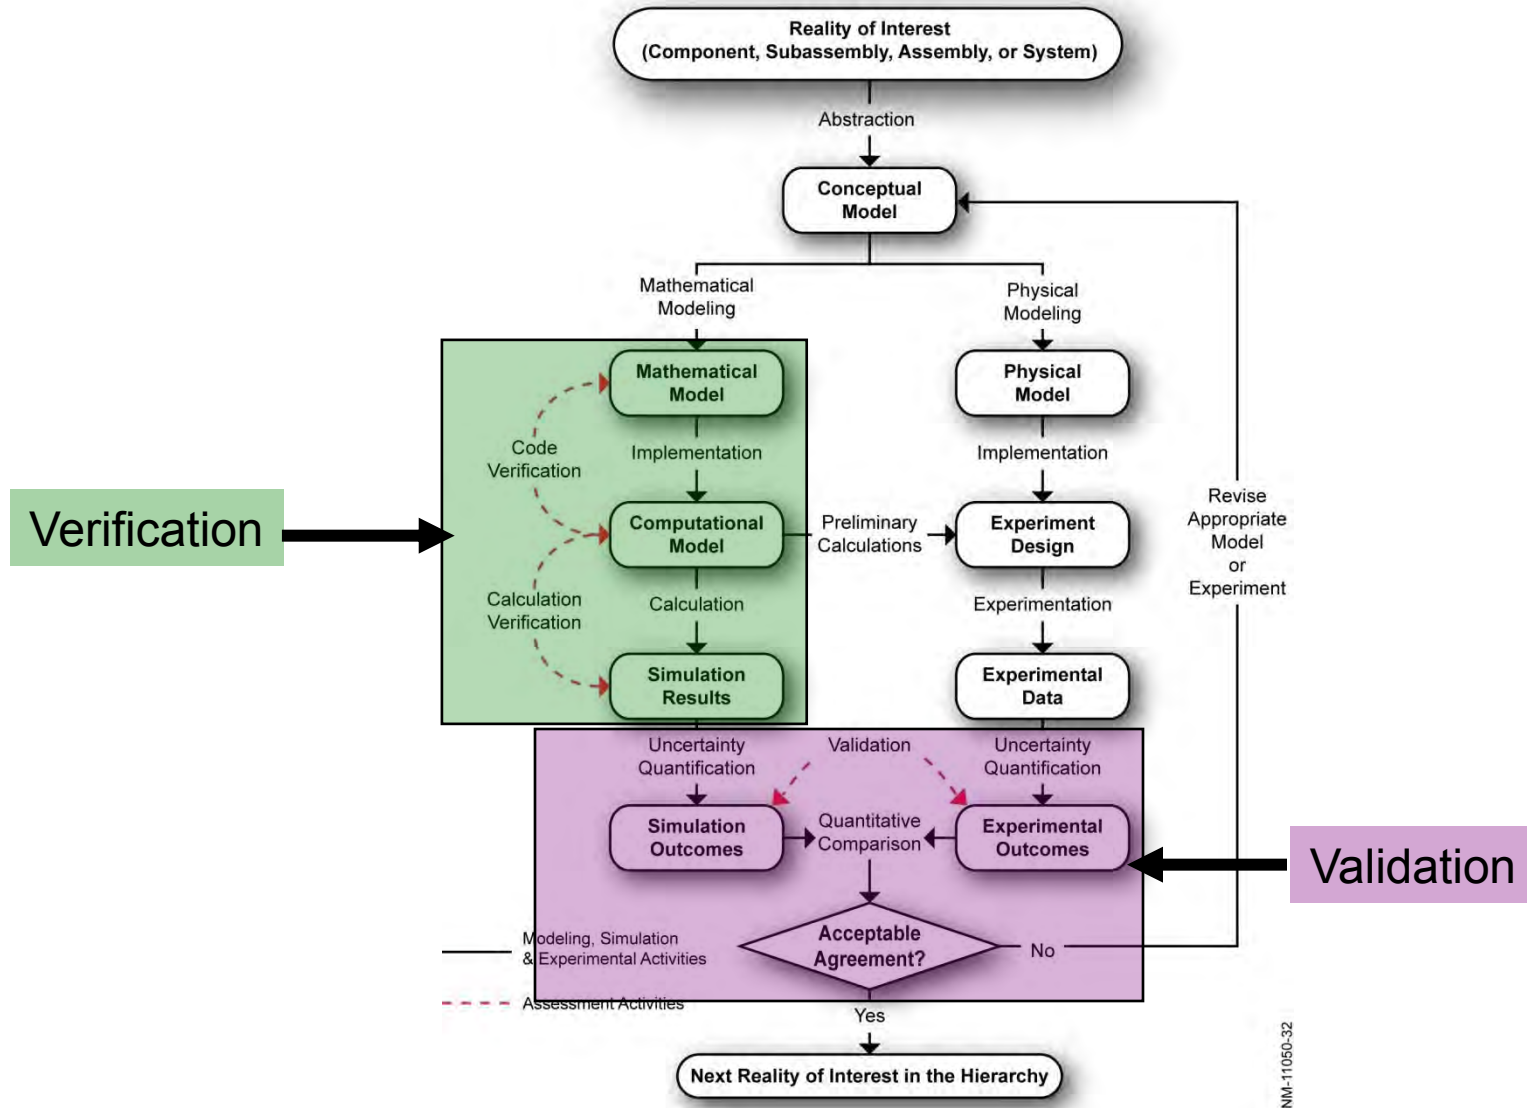 Reality of Interest
(Component, Subassembly, Assembly, or System)
Abstraction
Conceptual
Model
Mathematical
Modeling
Physical
Modeling
Mathematical
Model
Physical
Model
Code
Verification
Implementation
Implementation
Verification
Computational
Model
Preliminary
Calculations
Experiment
Design
Revise
Appropriate
Model
or
Experiment
Calculation
Verification
Calculation
Experimentation
Simulation
Results
Experimental
Data
Uncertainty
Quantification
Validation
Uncertainty
Quantification
Simulation
Outcomes
Quantitative
Comparison
Experimental
Outcomes
Validation
Modeling, Simulation
& Experimental Activities
Acceptable
Agreement?
No
Assessment Activities
Yes
Next Reality of Interest in the Hierarchy
NM-11050-32